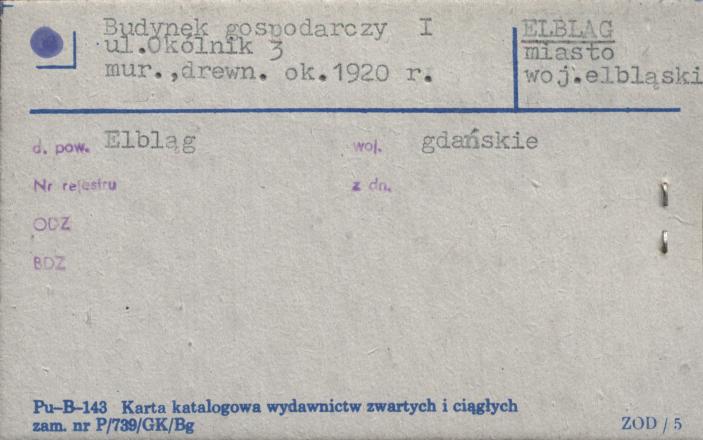 Budynek gospodarczy I
ul.Okólnik 3
mur.,drewn. ok.1920 r.
ELBLĄG
miasto
woj.elbląski
d. pow. Elbląg woj. gdańskie
Nr rejestru z dn.
ODZ
BDZ
Pu-B-143 Karta katalogowa wydawnictw zwartych i ciągłych
zam. nr P/739/GK/Bg
ZOD / 5